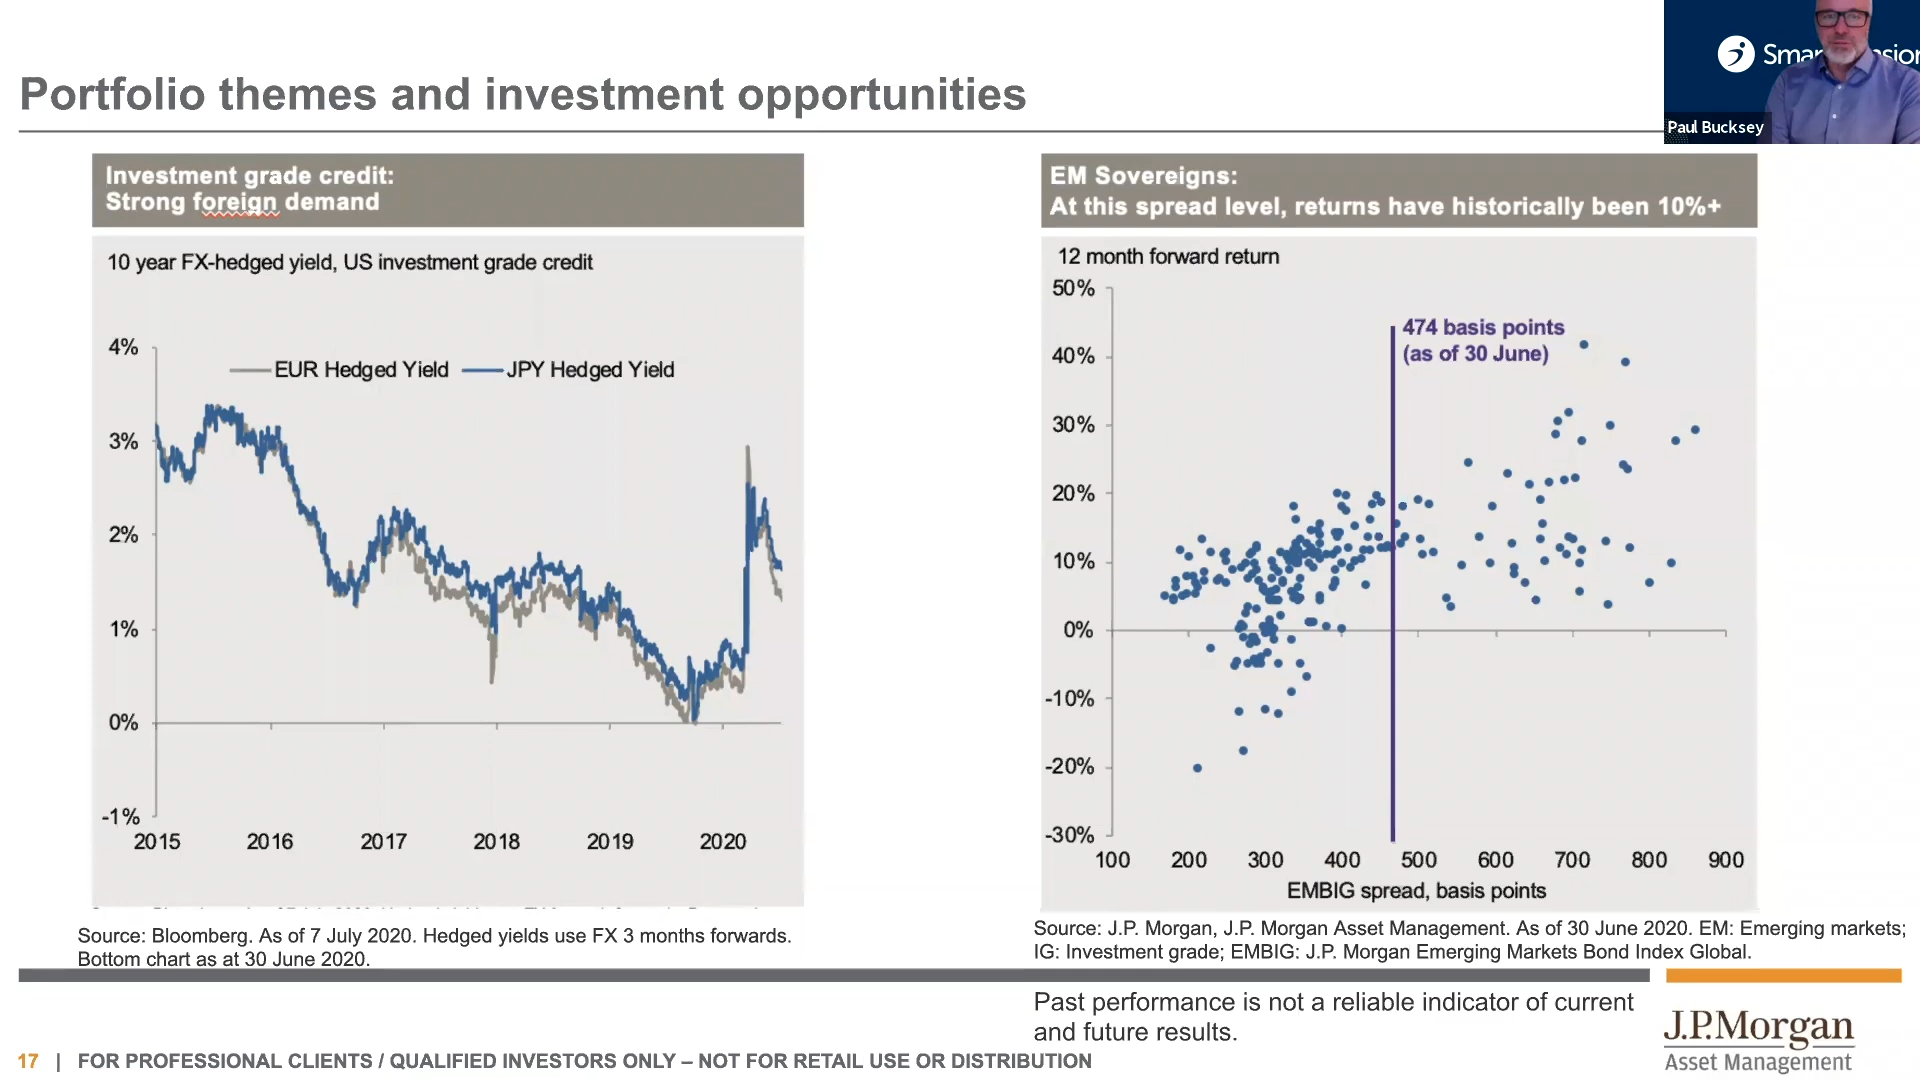 Portfolio themes and investment opportunities
Paul Bucksey
Investment grade credit:
Strong foreign demand
10 year FX-hedged yield, US investment grade credit
4%
EUR Hedged Yield JPY Hedged Yield
3%
2%
1%
0%
-1%
2015 2016 2017 2018 2019 2020
Source: Bloomberg. As of 7 July 2020. Hedged yields use FX 3 months forwards.
Bottom chart as at 30 June 2020.
EM Sovereigns:
At this spread level, returns have historically been 10%+
12 month forward return
50%
474 basis points
(as of 30 June)
40%
30%
20%
10%
0%
-10%
-20%
-30%
100 200 300 400 500 600 700 800 900
EMBIG spread, basis points
Source: J.P. Morgan, J.P. Morgan Asset Management. As of 30 June 2020. EM: Emerging markets;
IG: Investment grade; EMBIG: J.P. Morgan Emerging Markets Bond Index Global.
Past performance is not a reliable indicator of current
and future results.
17 | FOR PROFESSIONAL CLIENTS / QUALIFIED INVESTORS ONLY – NOT FOR RETAIL USE OR DISTRIBUTION
J.P.Morgan
Asset Management